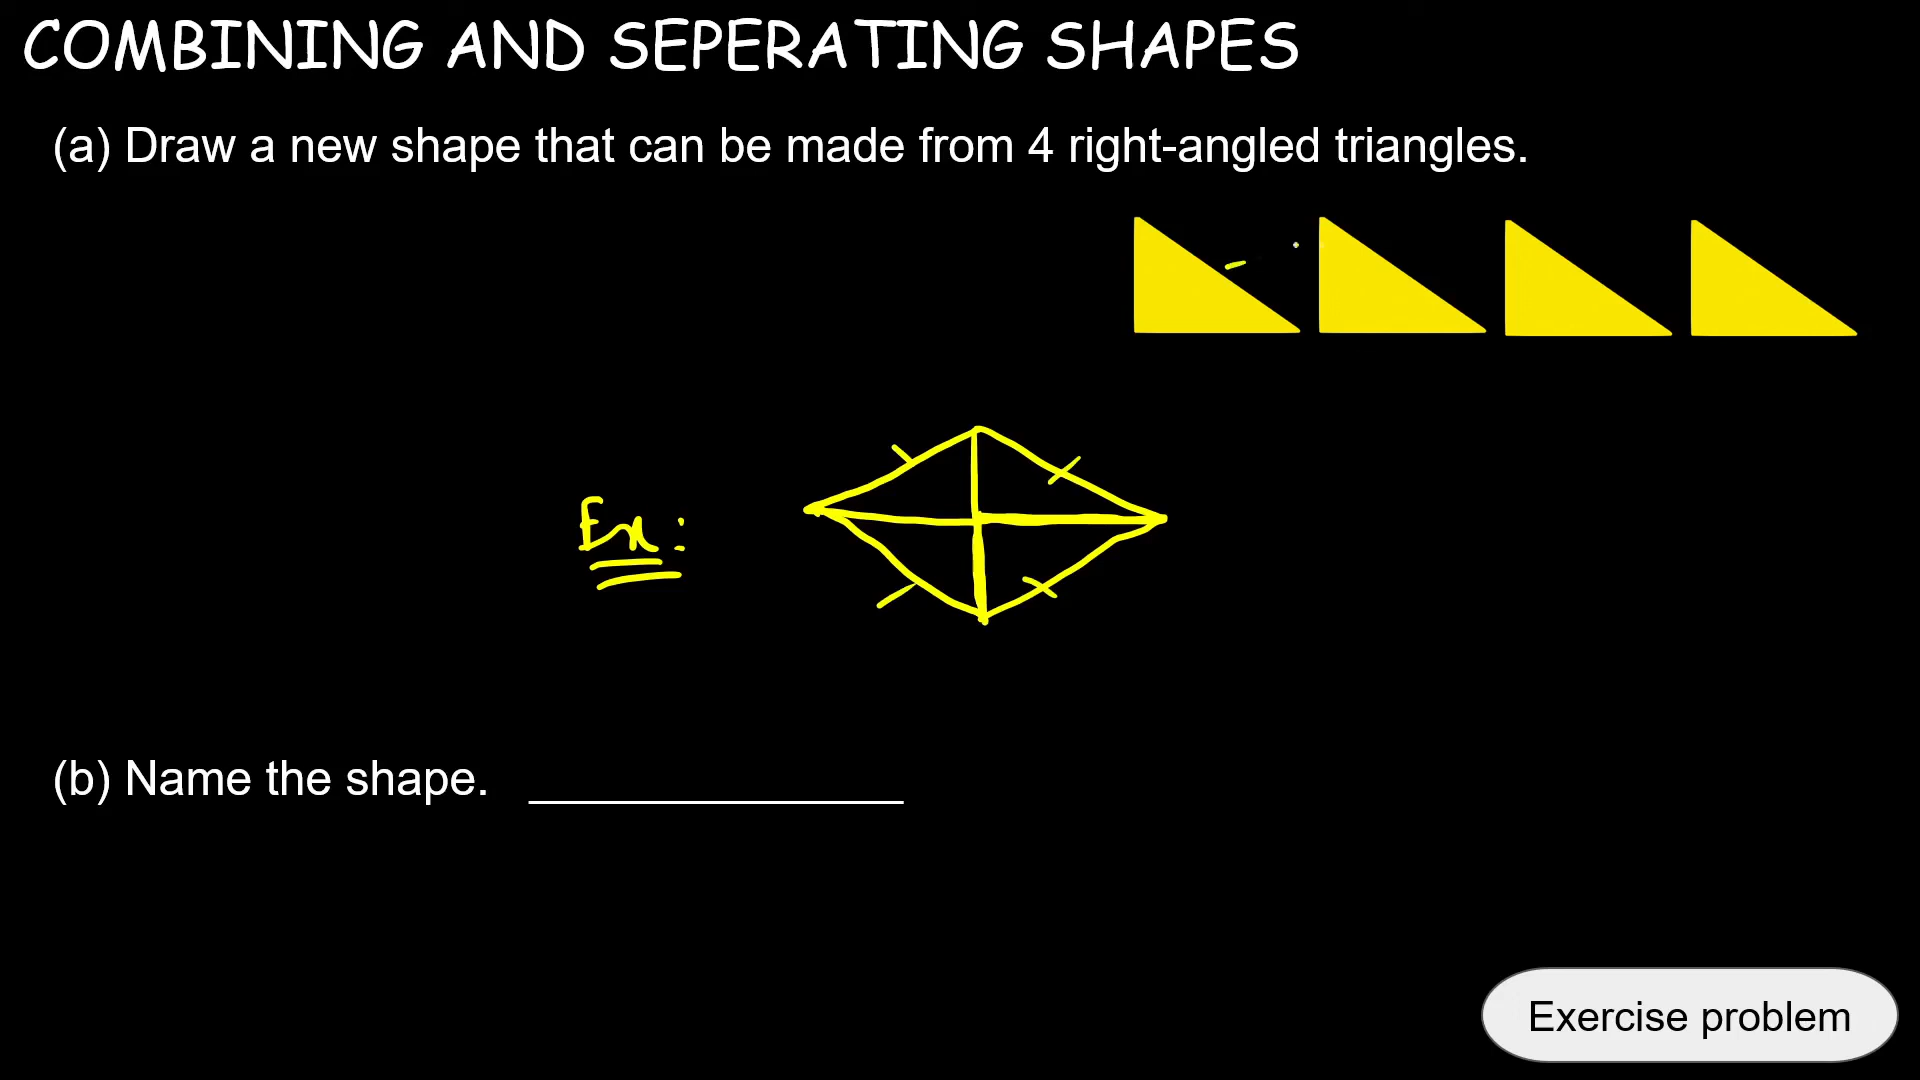 COMBINING AND SEPERATING SHAPES
(a) Draw a new shape that can be made from 4 right-angled triangles.
Ex:
(b) Name the shape. ________________
Exercise problem